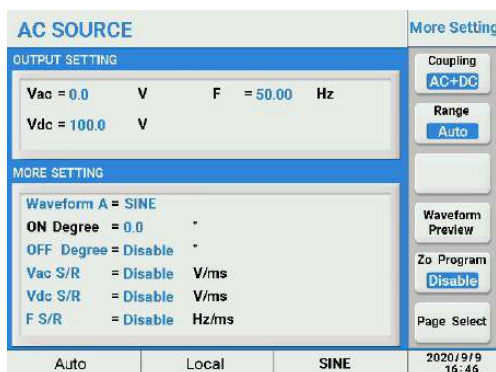 AC SOURCE
More Setting
OUTPUT SETTING
Vac = 0.0 V F = 50.00 Hz
Vdc = 100.0 V
MORE SETTING
Waveform A = SINE
ON Degree = 0.0 °
OFF Degree = Disable °
Vac S/R = Disable V/ms
Vdc S/R = Disable V/ms
F S/R = Disable Hz/ms
Coupling
AC+DC
Range
Auto
Waveform
Preview
Zo Program
Disable
Page Select
Auto Local SINE 2020/9/9
16:46